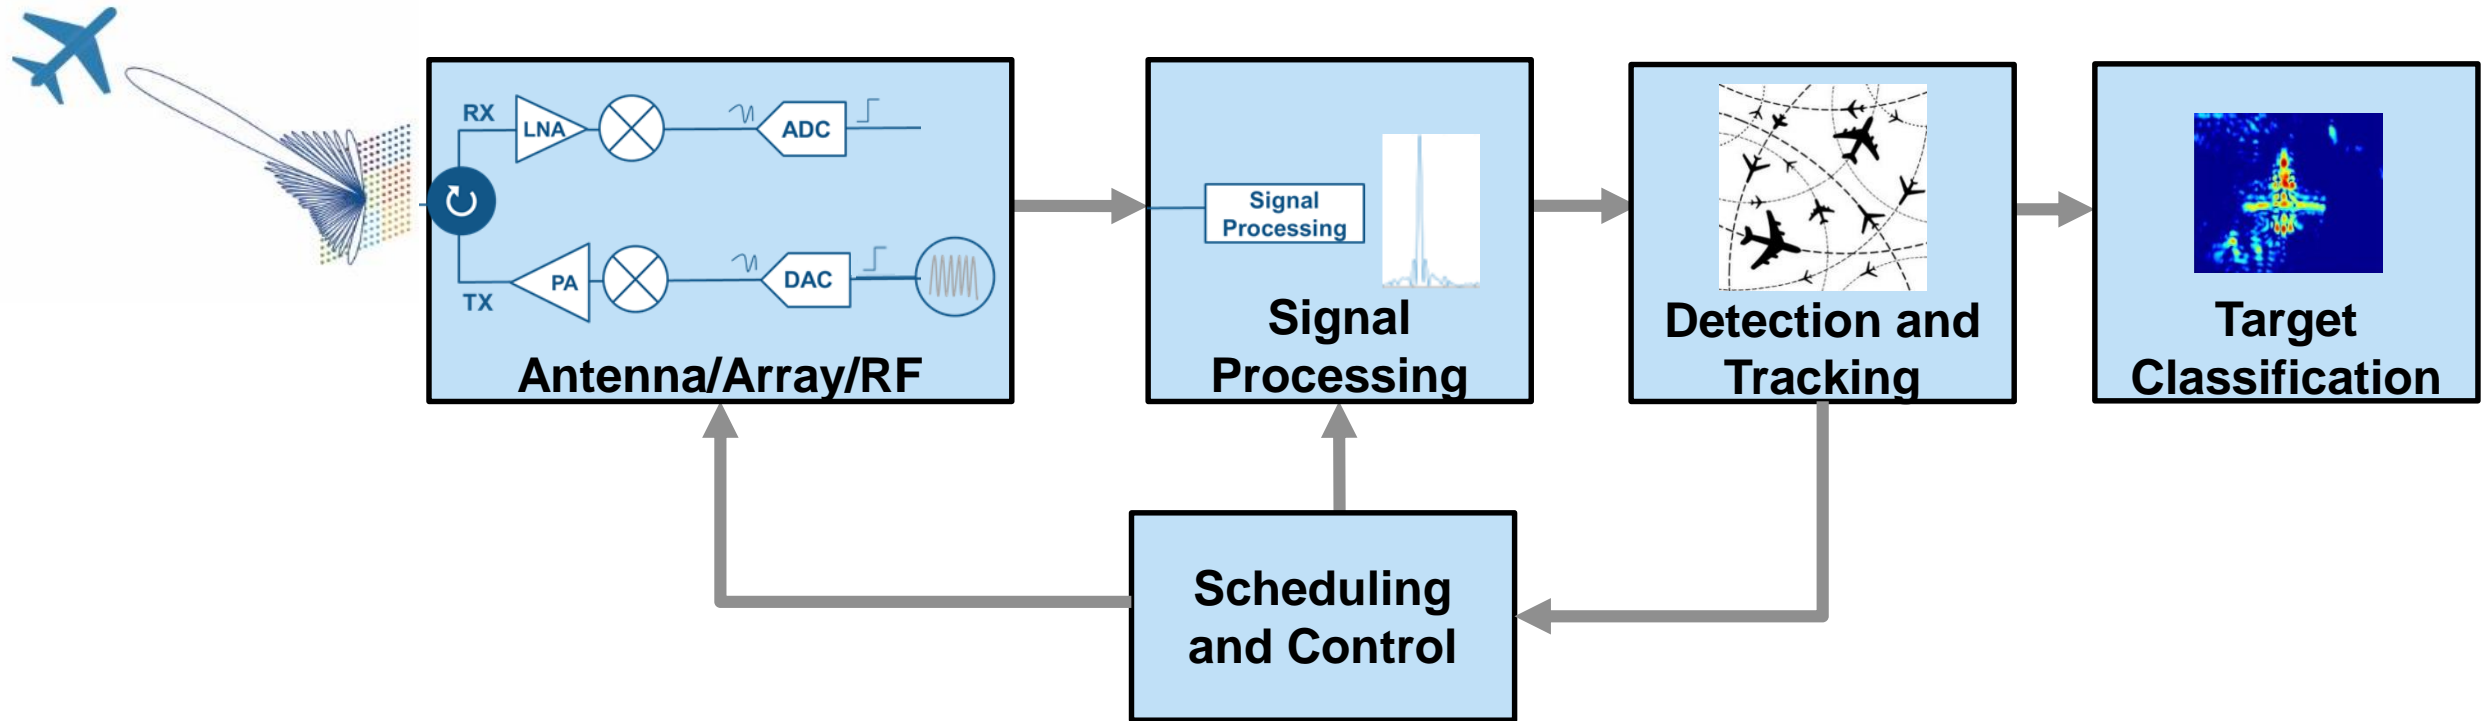 RX
LNA
ADC
TX
PA
DAC
Antenna/Array/RF
Signal
Processing
Signal
Processing
Detection and
Tracking
Target
Classification
Scheduling
and Control